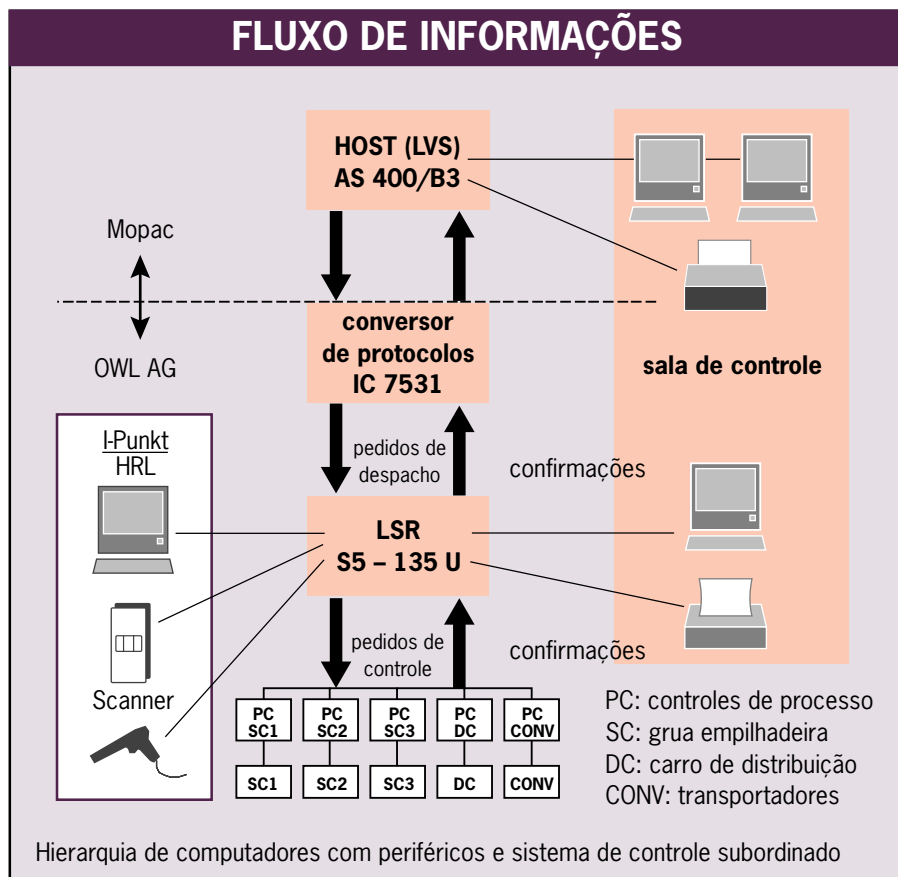 FLUXO DE INFORMAÇÕES
HOST (LVS)
AS 400/B3
Mopac
OWL AG
conversor
de protocolos
IC 7531
sala de controle
I-Punkt
HRL
pedidos de
despacho
confirmações
LSR
S5 – 135 U
Scanner
pedidos de
controle
confirmações
PC
SC1
PC
SC2
PC
SC3
PC
DC
PC
CONV
SC1
SC2
SC3
DC
CONV
PC: controles de processo
SC: grua empilhadeira
DC: carro de distribuição
CONV: transportadores
Hierarquia de computadores com periféricos e sistema de controle subordinado